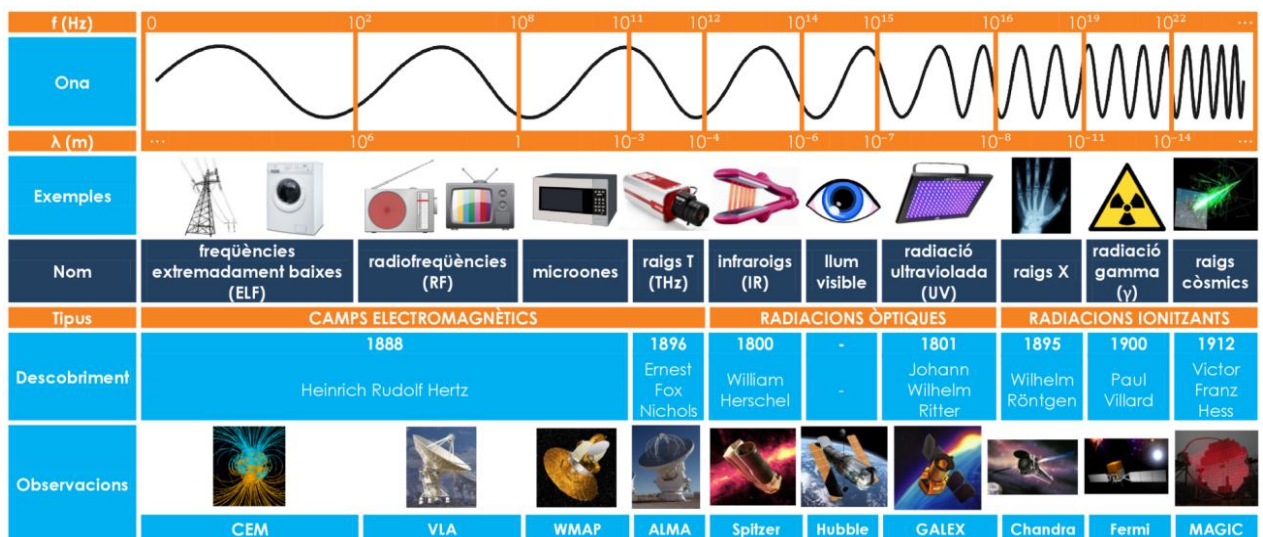 f (Hz) 0 10² 10⁸ 10¹¹ 10¹² 10¹⁴ 10¹⁵ 10¹⁶ 10¹⁹ 10²² ...
Ona
λ (m) ... 10⁶ 1 10⁻³ 10⁻⁴ 10⁻⁶ 10⁻⁷ 10⁻⁸ 10⁻¹¹ 10⁻¹⁴ ...
Exemples
Nom
freqüències
extremadament baixes
(ELF)
radiofreqüències
(RF)
microones
raigs T
(THz)
infraroigs
(IR)
llum
visible
radiació
ultraviolada
(UV)
raigs X
radiació
gamma
(γ)
raigs
còsmics
Tipus CAMPS ELECTROMAGNÈTICS RADIACIONS ÒPTIQUES RADIACIONS IONITZANTS
Descobriment
1888
Heinrich Rudolf Hertz
1896
Ernest
Fox
Nichols
1800
William
Herschel
-
-
1801
Johann
Wilhelm
Ritter
1895
Wilhelm
Röntgen
1900
Paul
Villard
1912
Victor
Franz
Hess
Observacions
CEM VLA WMAP ALMA Spitzer Hubble GALEX Chandra Fermi MAGIC